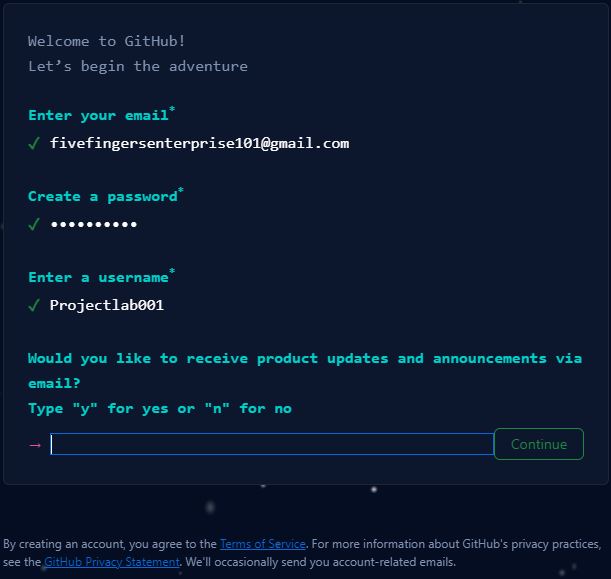 Welcome to GitHub!
Let’s begin the adventure
Enter your email*
✓ fivefingersenterprise101@gmail.com
Create a password*
✓ ••••••••••
Enter a username*
✓ Projectlab001
Would you like to receive product updates and announcements via
email?
Type "y" for yes or "n" for no
→ Continue
By creating an account, you agree to the Terms of Service. For more information about GitHub's privacy practices,
see the GitHub Privacy Statement. We'll occasionally send you account-related emails.